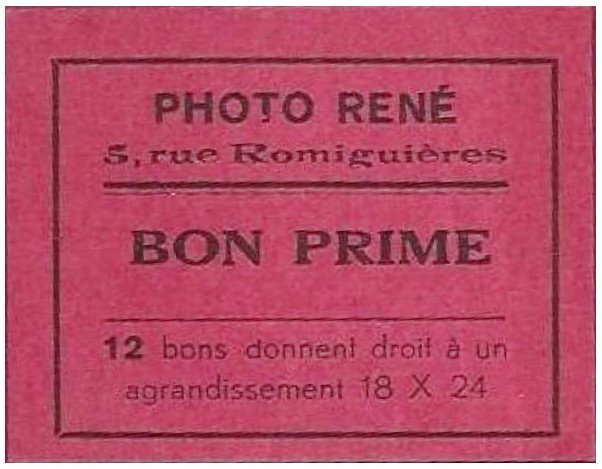 PHOTO RENÉ
5, rue Romiguières
BON PRIME
12 bons donnent droit à un
agrandissement 18 X 24